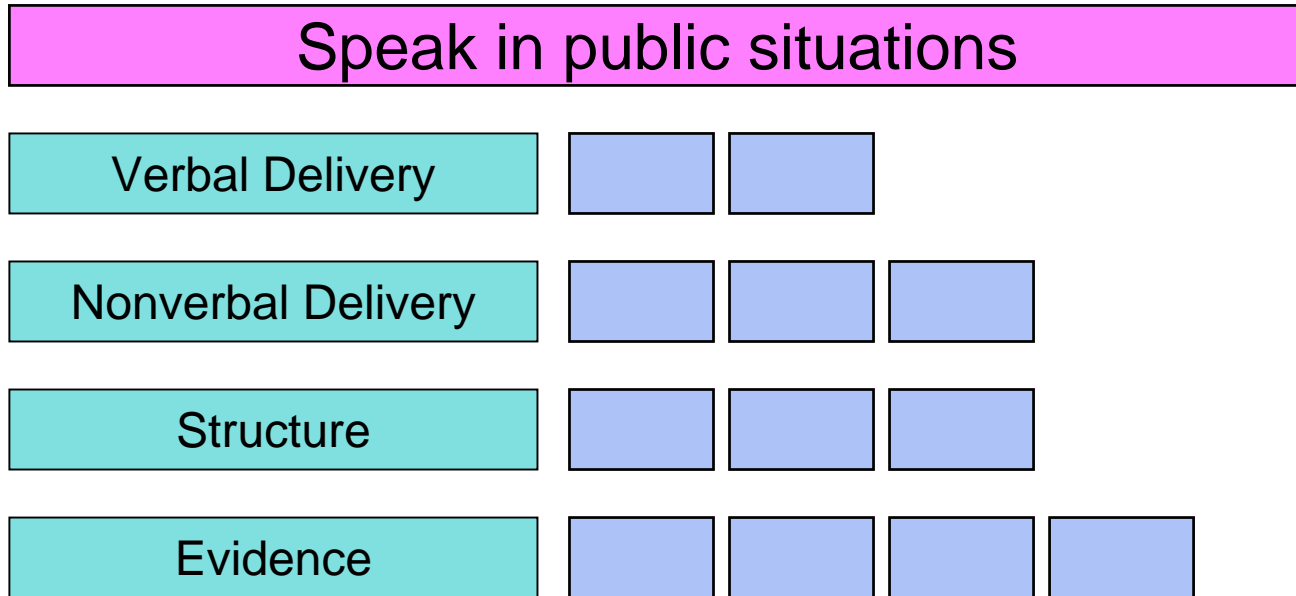 Speak in public situations
Verbal Delivery
Nonverbal Delivery
Structure
Evidence